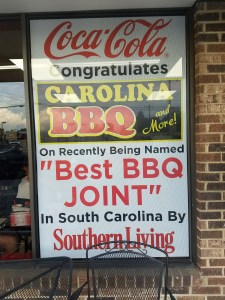 Coca-Cola
Congratulates
CAROLINA
BBQ and
More!
On Recently Being Named
"Best BBQ
JOINT"
In South Carolina By
Southern Living